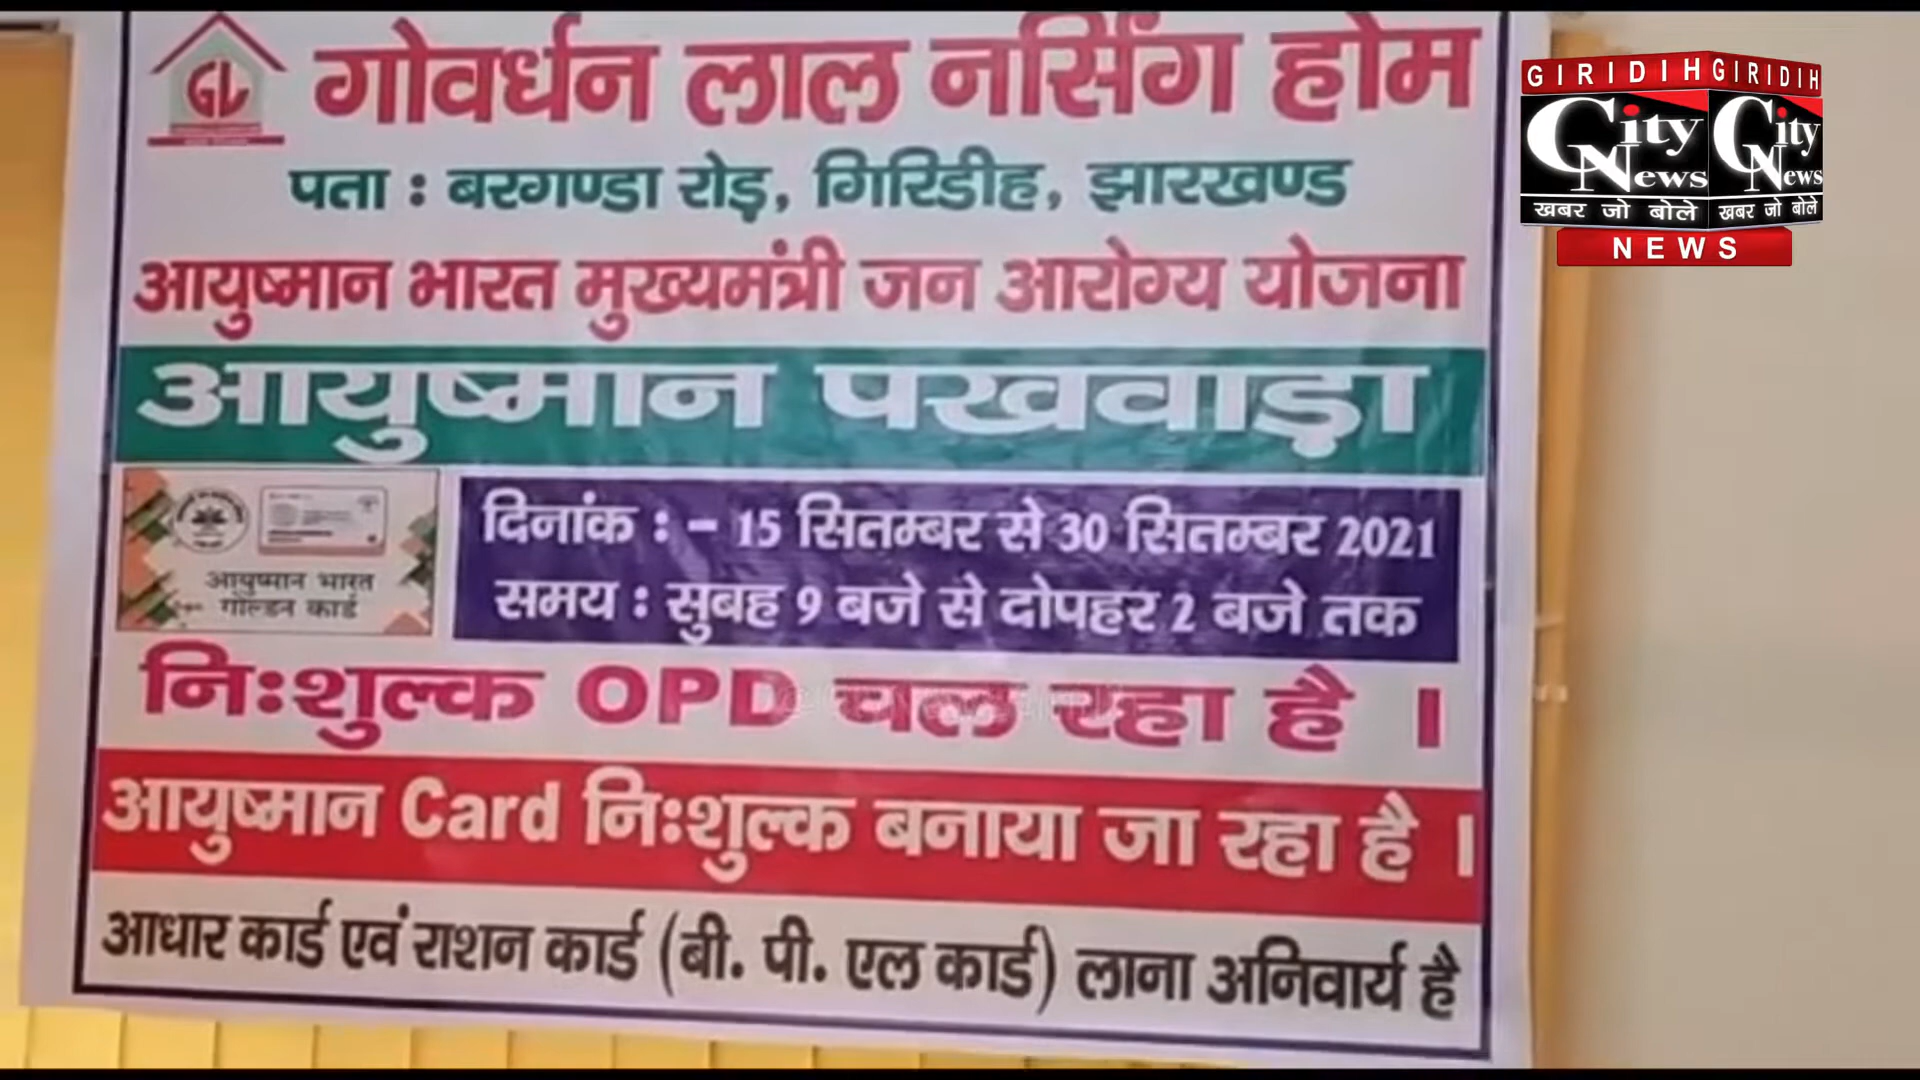 GL
गोवर्धन लाल नर्सिंग होम
पता : बरगण्डा रोड़, गिरिडीह, झारखण्ड
आयुष्मान भारत मुख्यमंत्री जन आरोग्य योजना
आयुष्मान पखवाड़ा
आयुष्मान भारत
गोल्डन कार्ड
दिनांक : - 15 सितम्बर से 30 सितम्बर 2021
समय : सुबह 9 बजे से दोपहर 2 बजे तक
निःशुल्क OPD चल रहा है ।
आयुष्मान Card निःशुल्क बनाया जा रहा है ।
आधार कार्ड एवं राशन कार्ड (बी. पी. एल कार्ड) लाना अनिवार्य है
GIRIDIH GIRIDIH
City News City News
खबर जो बोले खबर जो बोले
NEWS